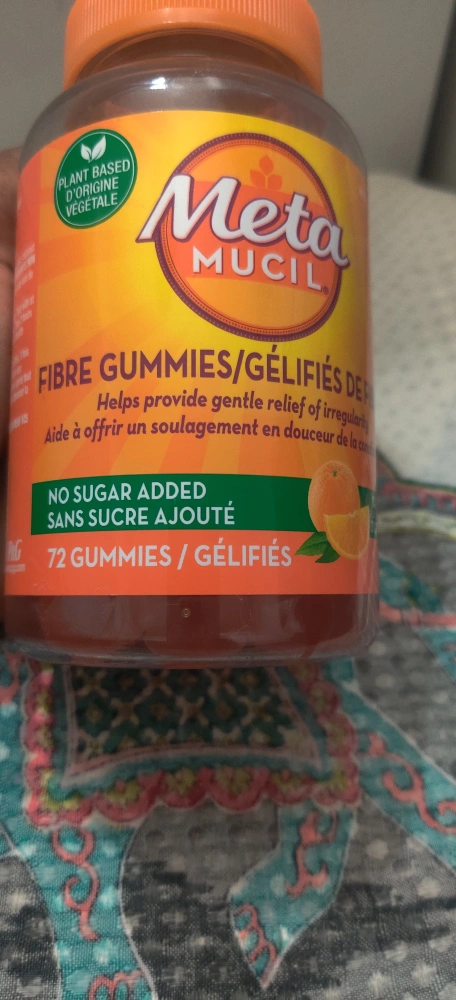 PLANT BASED
D'ORIGINE
VÉGÉTALE
Meta
MUCIL
FIBRE GUMMIES/GÉLIFIÉS DE
Helps provide gentle relief of irregularity
Aide à offrir un soulagement en douceur de la
NO SUGAR ADDED
SANS SUCRE AJOUTÉ
72 GUMMIES / GÉLIFIÉS
P&G